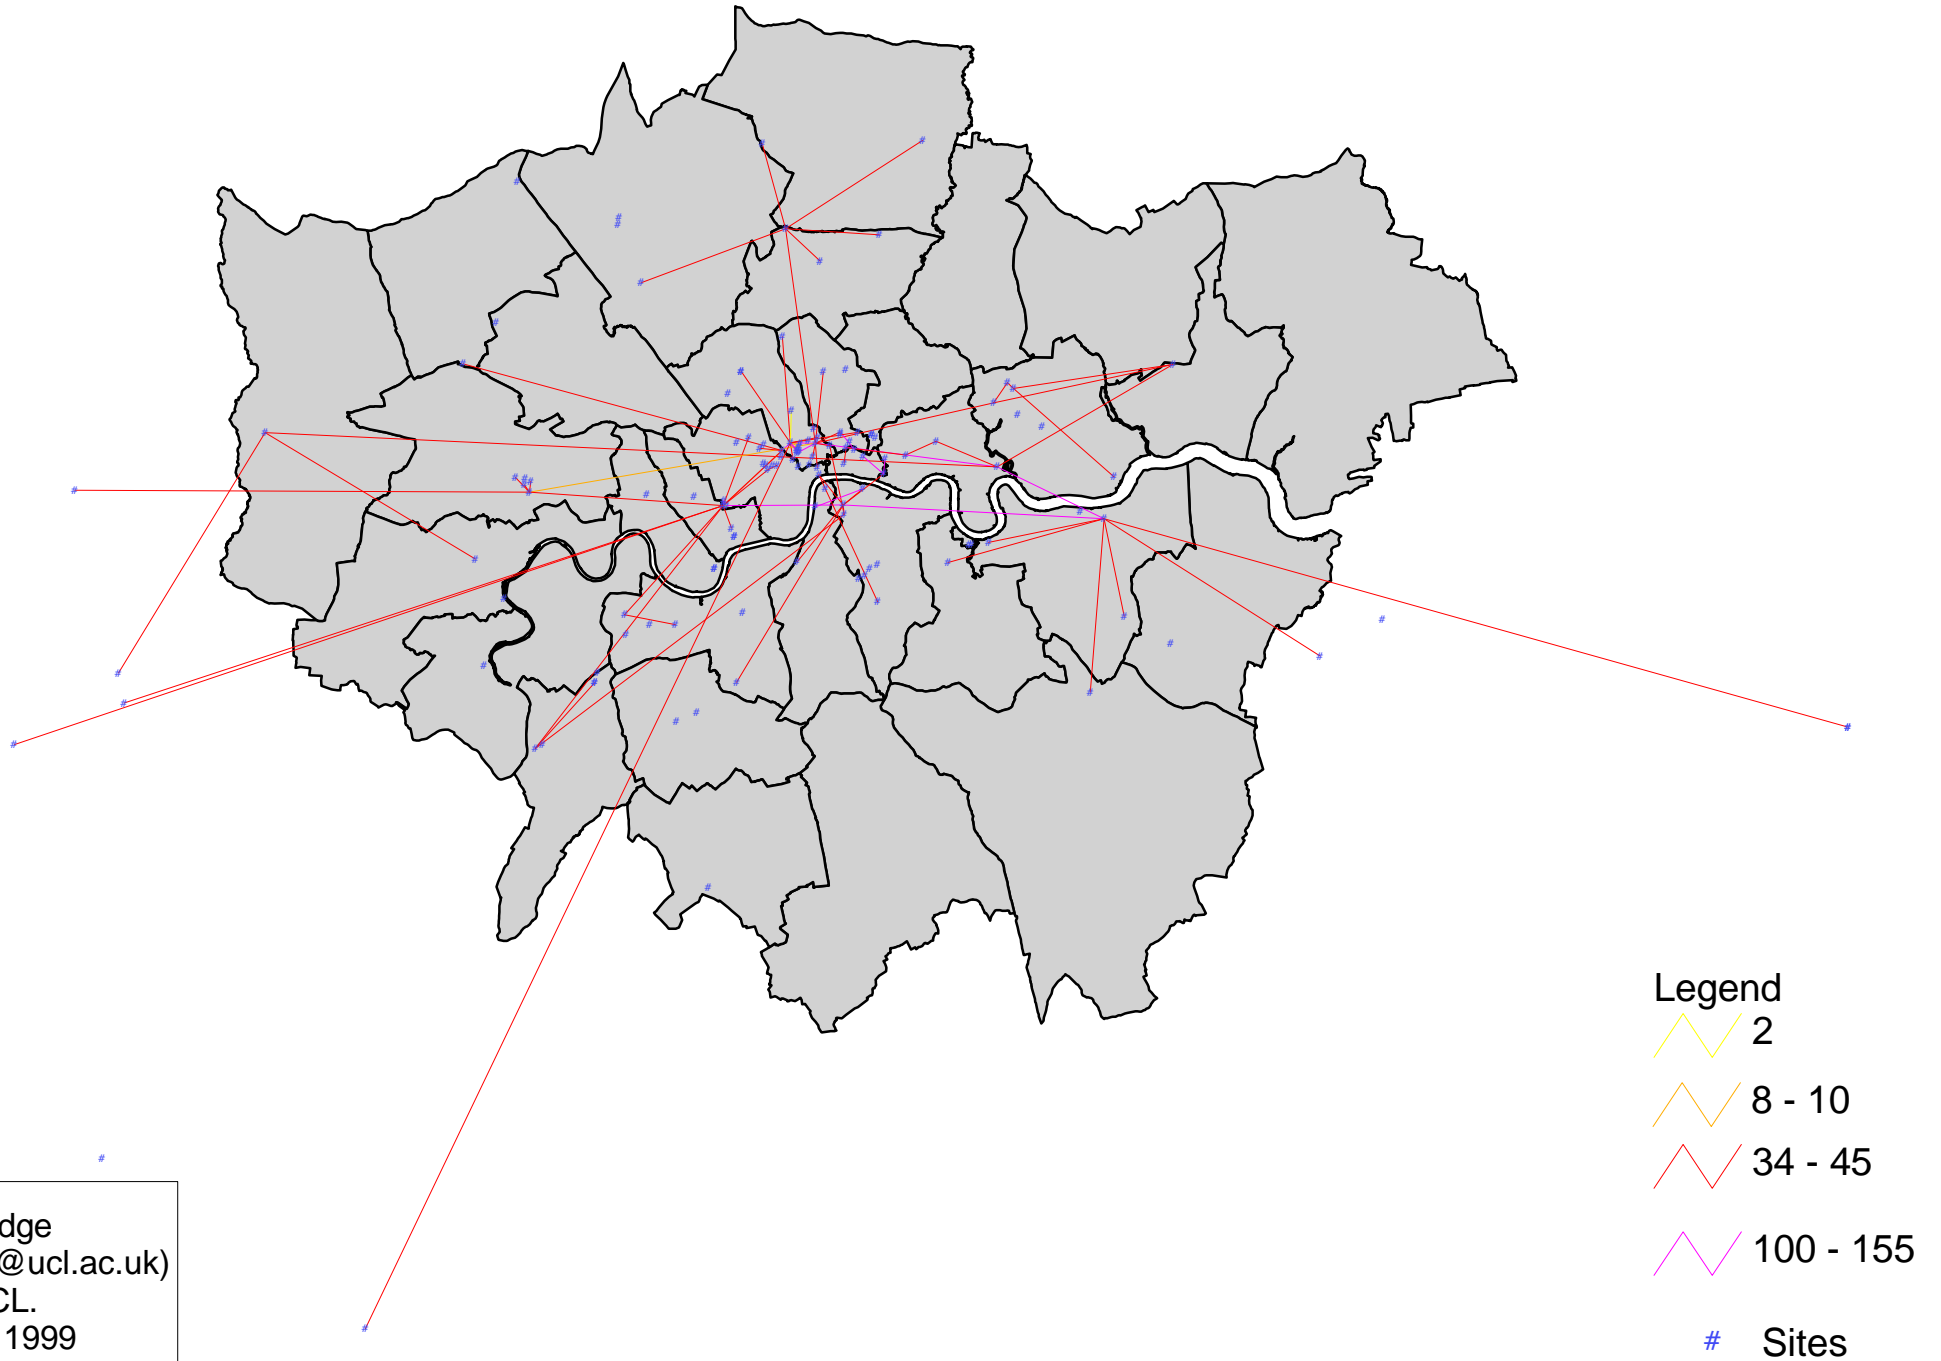 Legend
2
8 - 10
34 - 45
100 - 155
# Sites
dge
@ucl.ac.uk)
CL.
1999